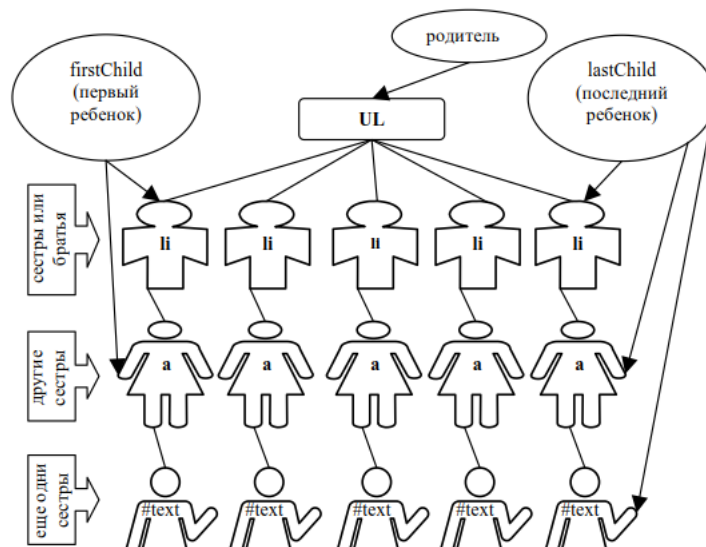 родитель
firstChild
(первый
ребенок)
lastChild
(последний
ребенок)
UL
сестры или
братья
li
li
li
li
li
другие
сестры
a
a
a
a
a
еще одни
сестры
#text
#text
#text
#text
#text